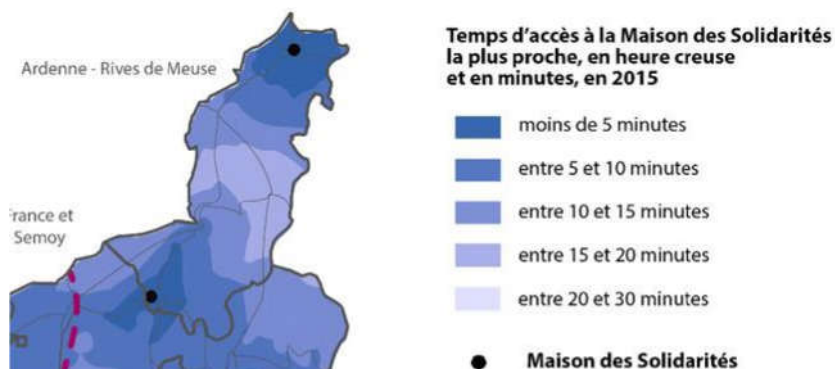 Ardenne - Rives de Meuse
France et
Semoy
Temps d'accès à la Maison des Solidarités
la plus proche, en heure creuse
et en minutes, en 2015
moins de 5 minutes
entre 5 et 10 minutes
entre 10 et 15 minutes
entre 15 et 20 minutes
entre 20 et 30 minutes
Maison des Solidarités